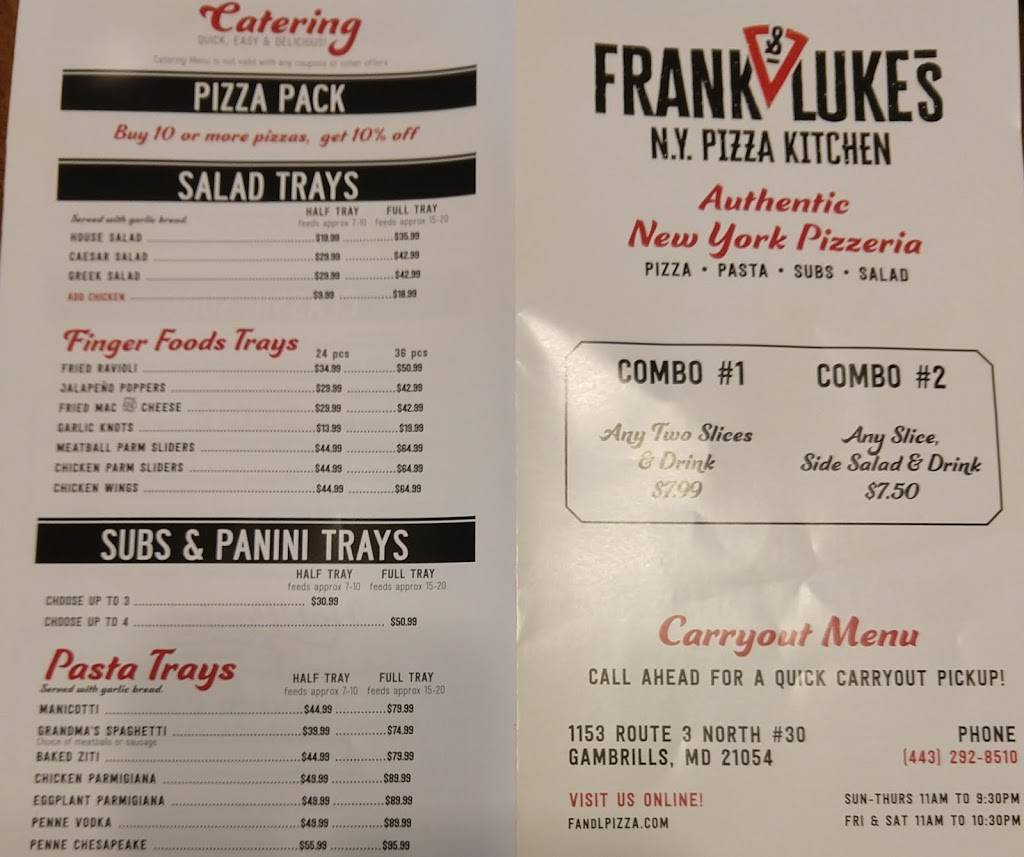 Catering
QUICK, EASY & DELICIOUS!
Catering Menu is not valid with any coupons or other offers
PIZZA PACK
Buy 10 or more pizzas, get 10% off
SALAD TRAYS
HALF TRAY FULL TRAY
Served with garlic bread. feeds approx 7-10 feeds approx 15-20
HOUSE SALAD $19.99 $35.99
CAESAR SALAD $29.99 $42.99
GREEK SALAD $29.99 $42.99
ADD CHICKEN $9.99 $18.99
Finger Foods Trays 24 pcs 36 pcs
FRIED RAVIOLI $34.99 $50.99
JALAPEÑO POPPERS $29.99 $42.99
FRIED MAC & CHEESE $29.99 $42.99
GARLIC KNOTS $13.99 $19.99
MEATBALL PARM SLIDERS $44.99 $64.99
CHICKEN PARM SLIDERS $44.99 $64.99
CHICKEN WINGS $44.99 $64.99
SUBS & PANINI TRAYS
HALF TRAY FULL TRAY
feeds approx 7-10 feeds approx 15-20
CHOOSE UP TO 3 $30.99
CHOOSE UP TO 4 $50.99
Pasta Trays HALF TRAY FULL TRAY
Served with garlic bread. feeds approx 7-10 feeds approx 15-20
MANICOTTI $44.99 $79.99
GRANDMA'S SPAGHETTI $39.99 $74.99
Choice of meatballs or sausage
BAKED ZITI $44.99 $79.99
CHICKEN PARMIGIANA $49.99 $89.99
EGGPLANT PARMIGIANA $49.99 $89.99
PENNE VODKA $49.99 $89.99
PENNE CHESAPEAKE $55.99 $95.99
FRANK & LUKE'S
N.Y. PIZZA KITCHEN
Authentic
New York Pizzeria
PIZZA • PASTA • SUBS • SALAD
COMBO #1
Any Two Slices
& Drink
$7.99
COMBO #2
Any Slice,
Side Salad & Drink
$7.50
Carryout Menu
CALL AHEAD FOR A QUICK CARRYOUT PICKUP!
1153 ROUTE 3 NORTH #30
GAMBRILLS, MD 21054
PHONE
(443) 292-8510
VISIT US ONLINE!
FANDLPIZZA.COM
SUN-THURS 11AM TO 9:30PM
FRI & SAT 11AM TO 10:30PM